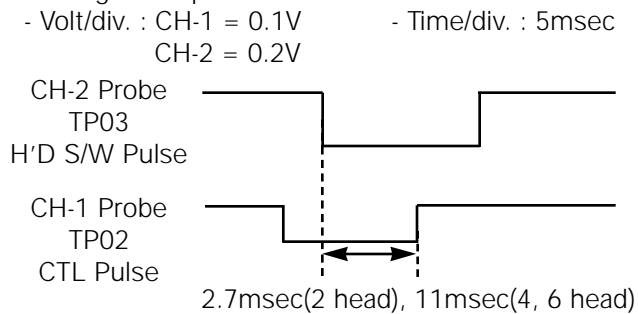 - Volt/div. : CH-1 = 0.1V - Time/div. : 5msec
CH-2 = 0.2V
CH-2 Probe
TP03
H'D S/W Pulse
CH-1 Probe
TP02
CTL Pulse
2.7msec(2 head), 11msec(4, 6 head)